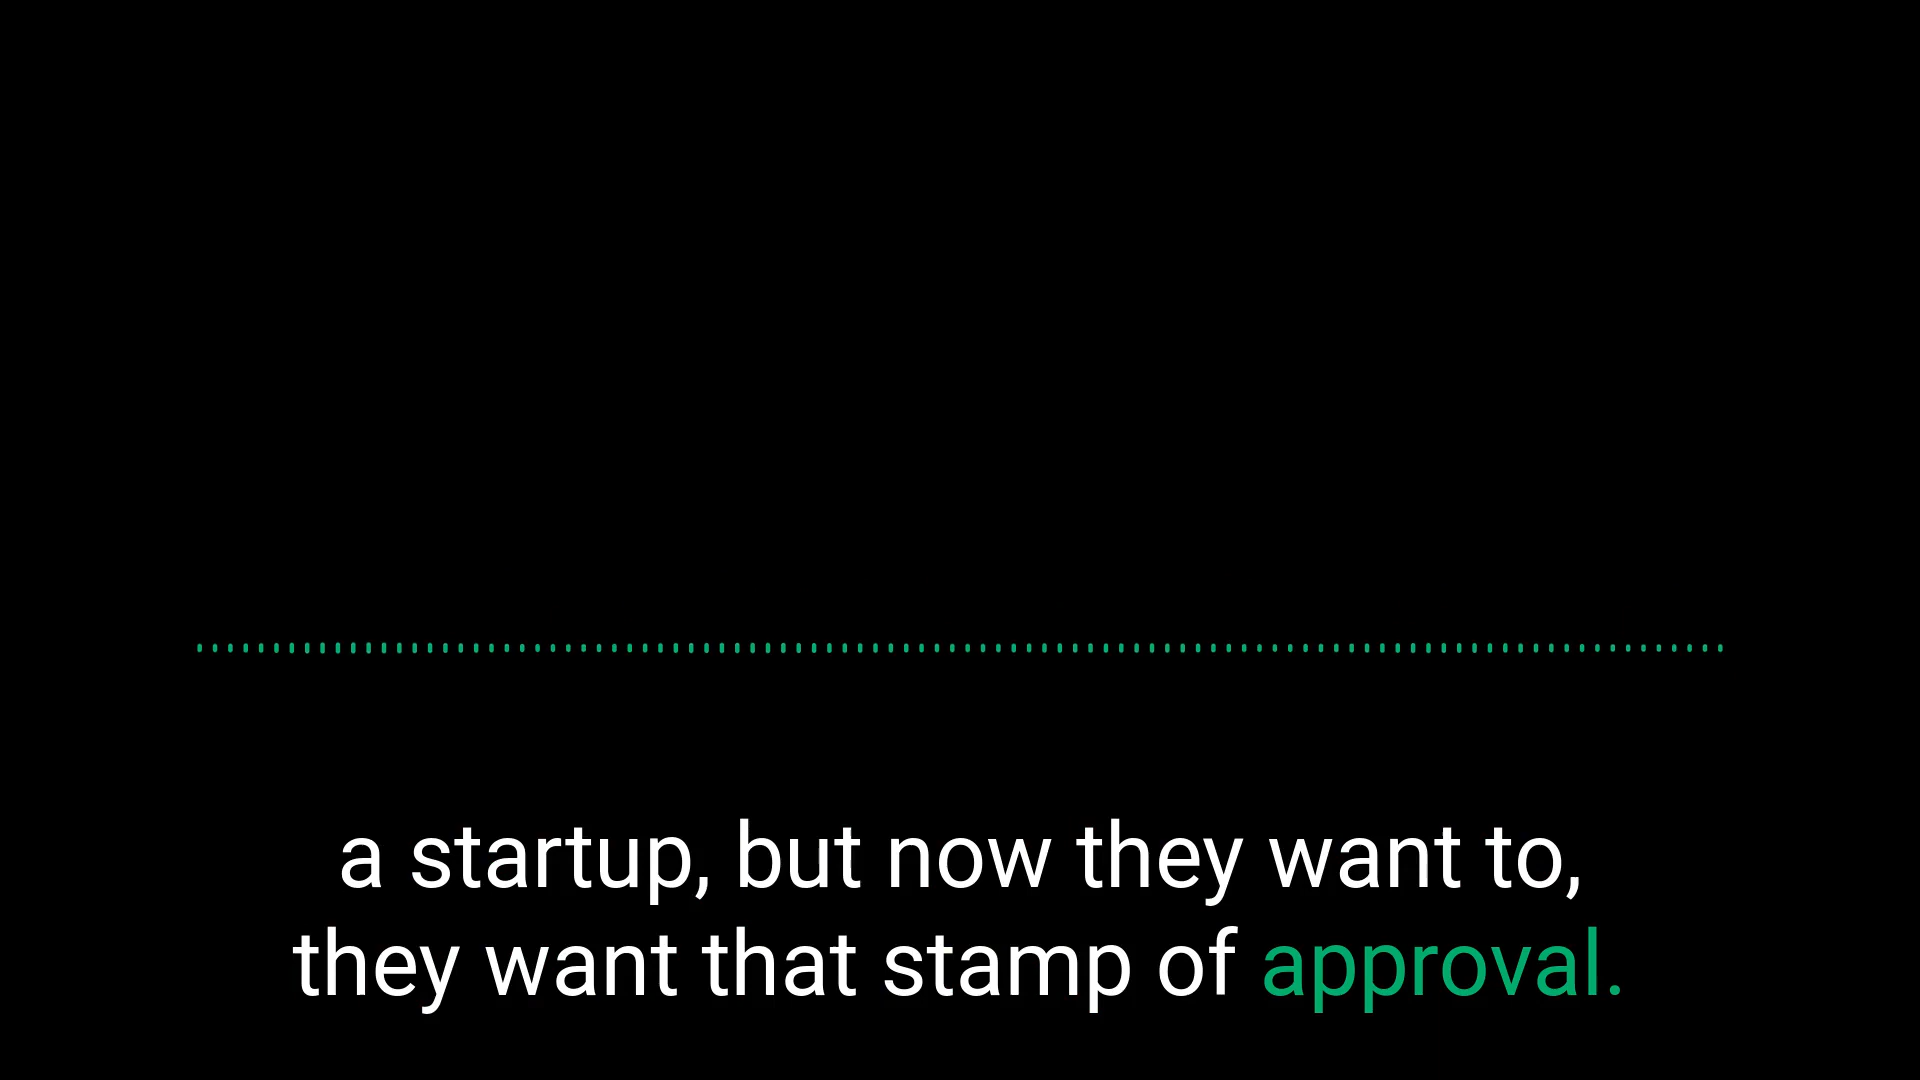 a startup, but now they want to,
they want that stamp of approval.